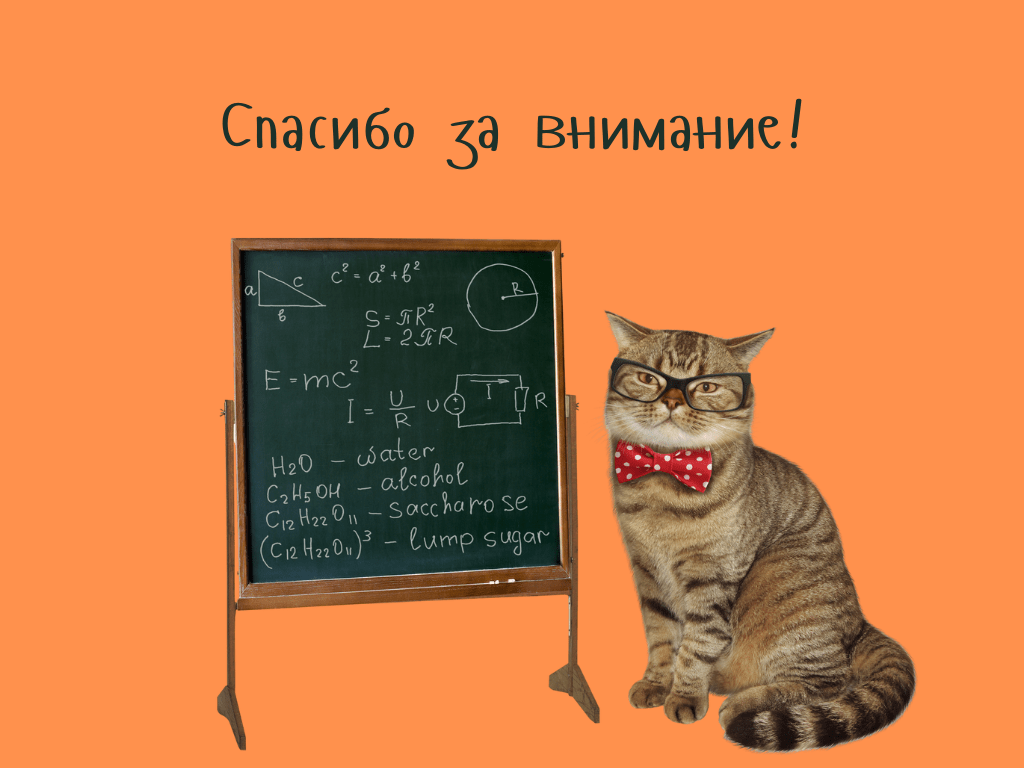 Спасибо за внимание!
c² = a² + b²
a
c
b
R
S = πR²
L = 2πR
E = mc²
I = U/R
U
I
R
H₂O – water
C₂H₅OH – alcohol
C₁₂H₂₂O₁₁ – saccharose
(C₁₂H₂₂O₁₁)³ – lump sugar